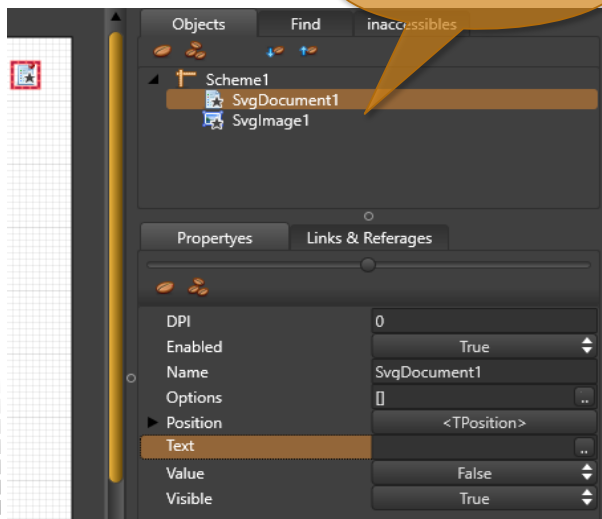 Objects Find inaccessibles
Scheme1
SvgDocument1
SvgImage1
Propertyes Links & Referages
DPI 0
Enabled True
Name SvgDocument1
Options [] ..
Position <TPosition>
Text ..
Value False
Visible True